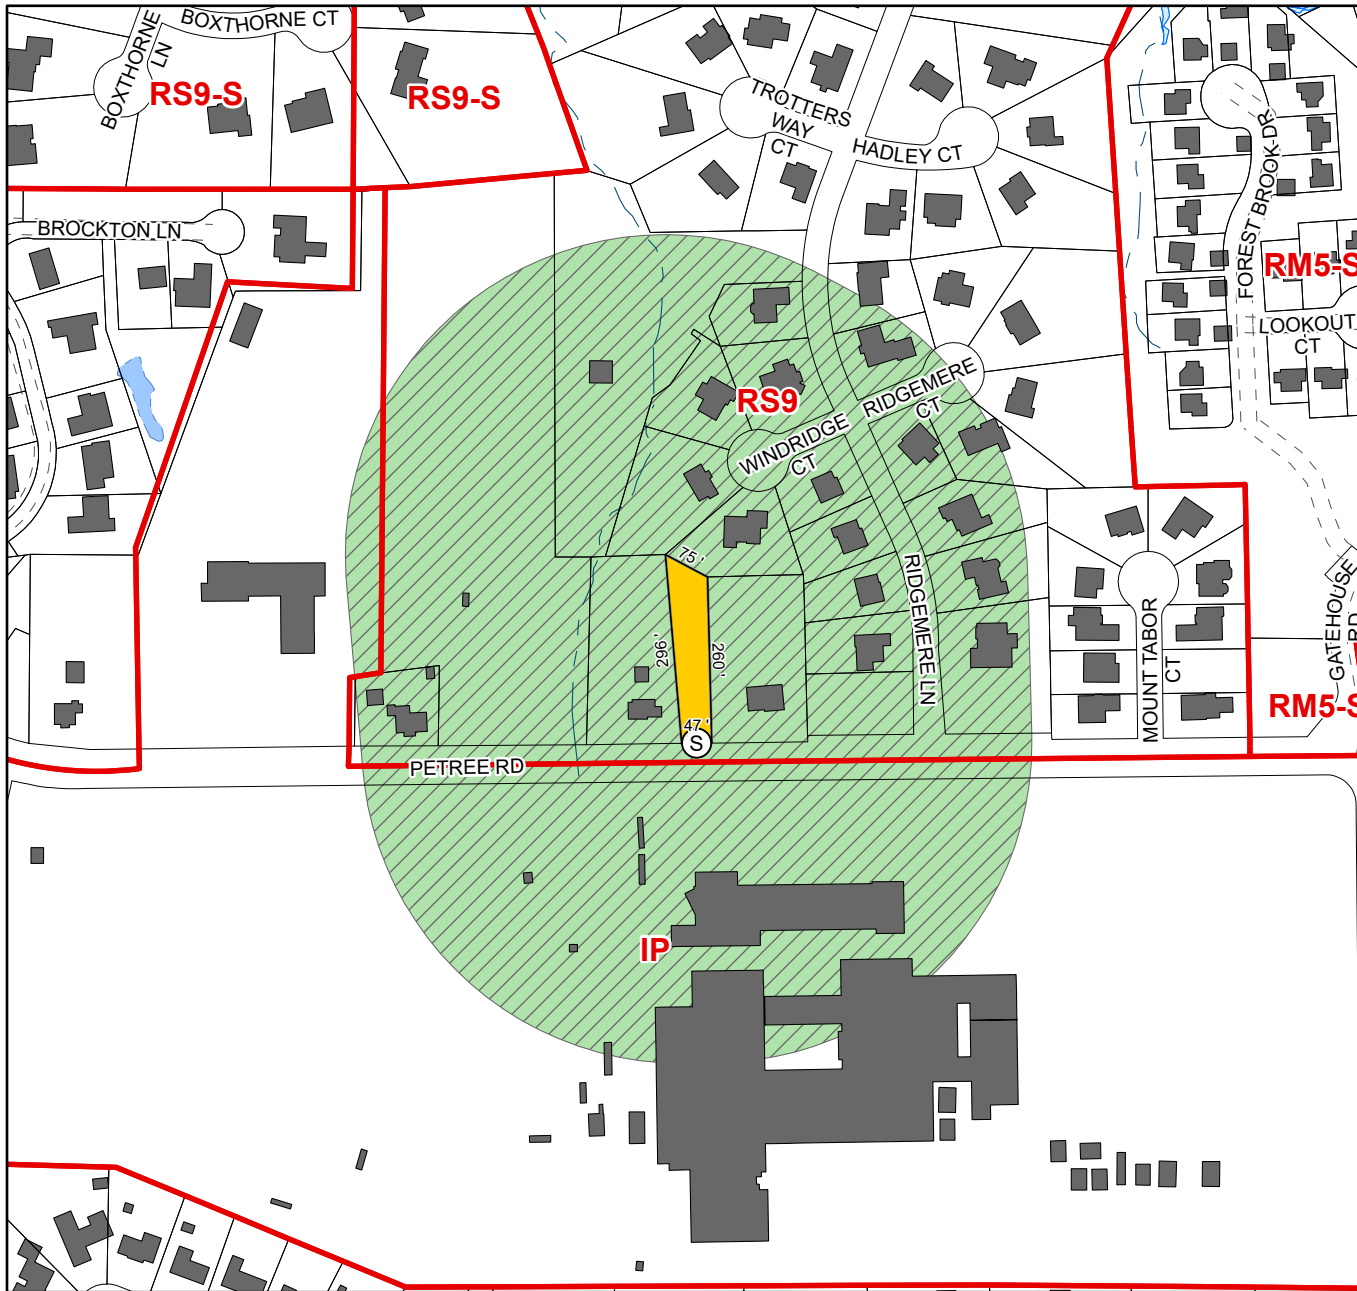 BOXTHORNE CT
BOXTHORNE
LN
RS9-S
RS9-S
TROTTERS
WAY
CT
HADLEY CT
FOREST BROOK DR
BROCKTON LN
RM5-S
LOOKOUT
CT
RIDGEMERE
CT
RS9
WINDRIDGE
CT
75 '
RIDGEMERE LN
GATEHOUSE
RD
MOUNT TABOR
CT
296 '
260 '
RM5-S
47 '
S
PETREE RD
IP